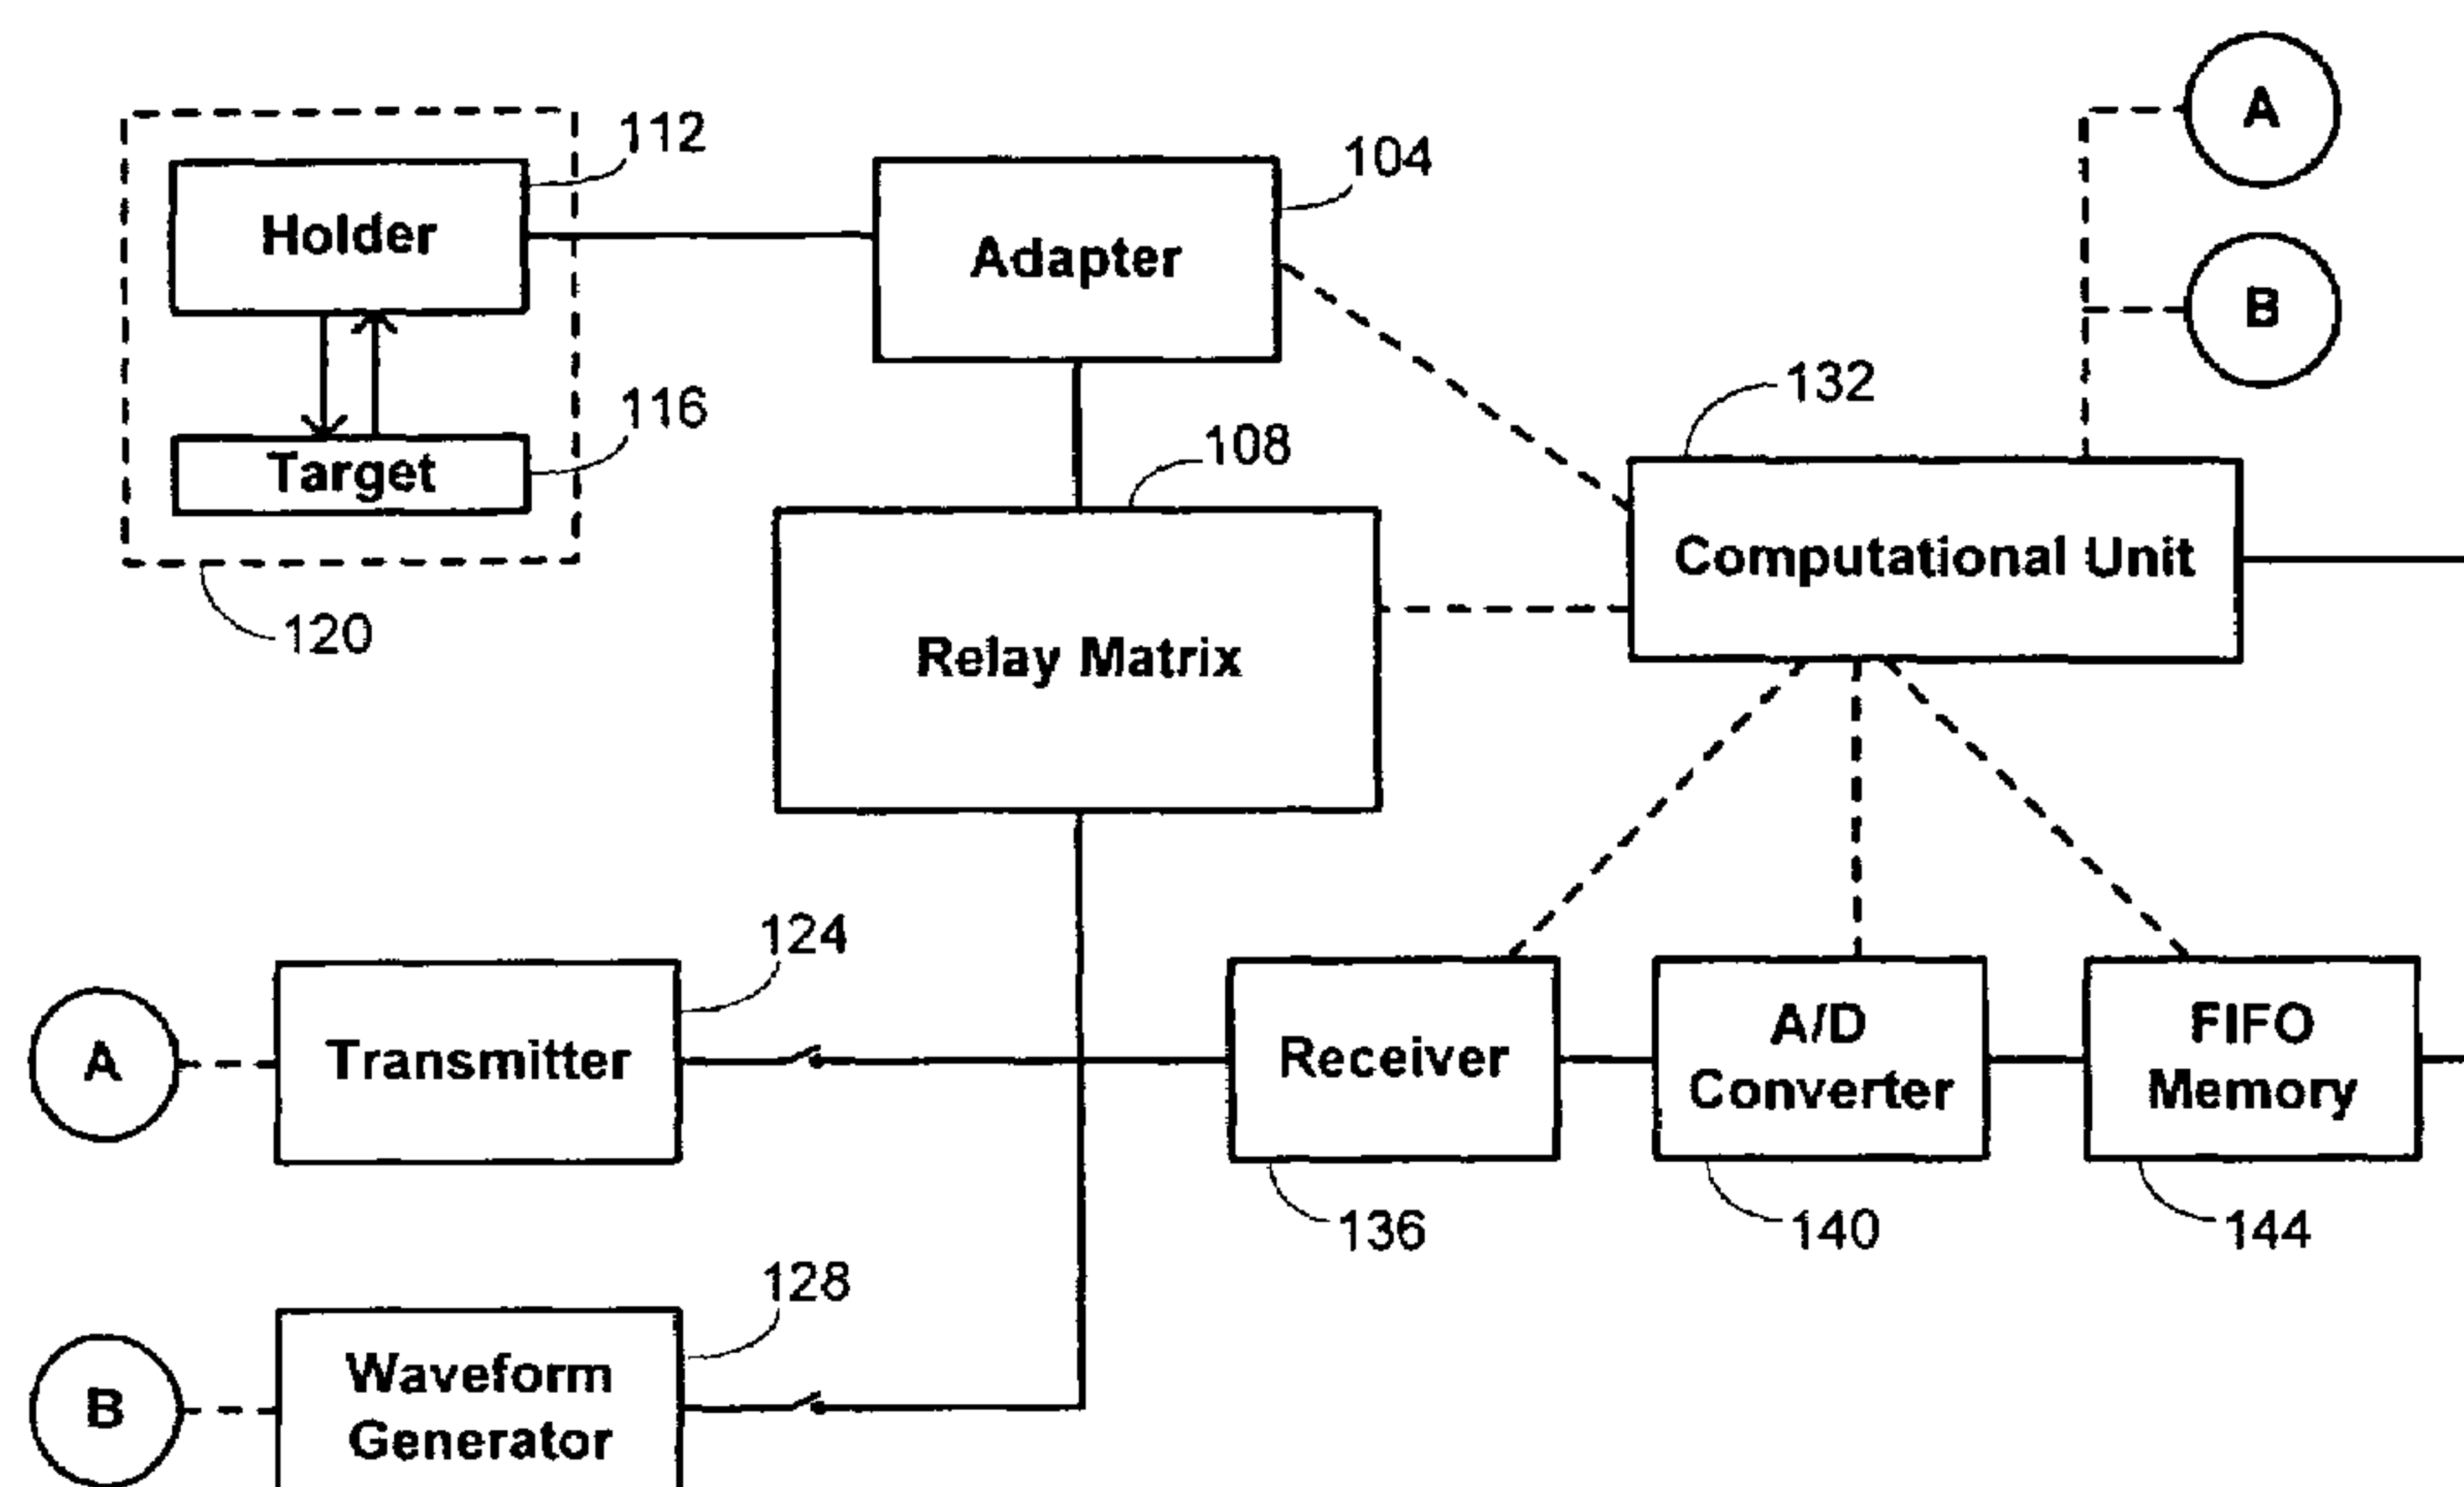 A
112
104
Holder
Adapter
B
132
116
108
Target
Computational Unit
120
Relay Matrix
124
A
Transmitter
Receiver
A/D
Converter
FIFO
Memory
136
140
144
128
B
Waveform
Generator